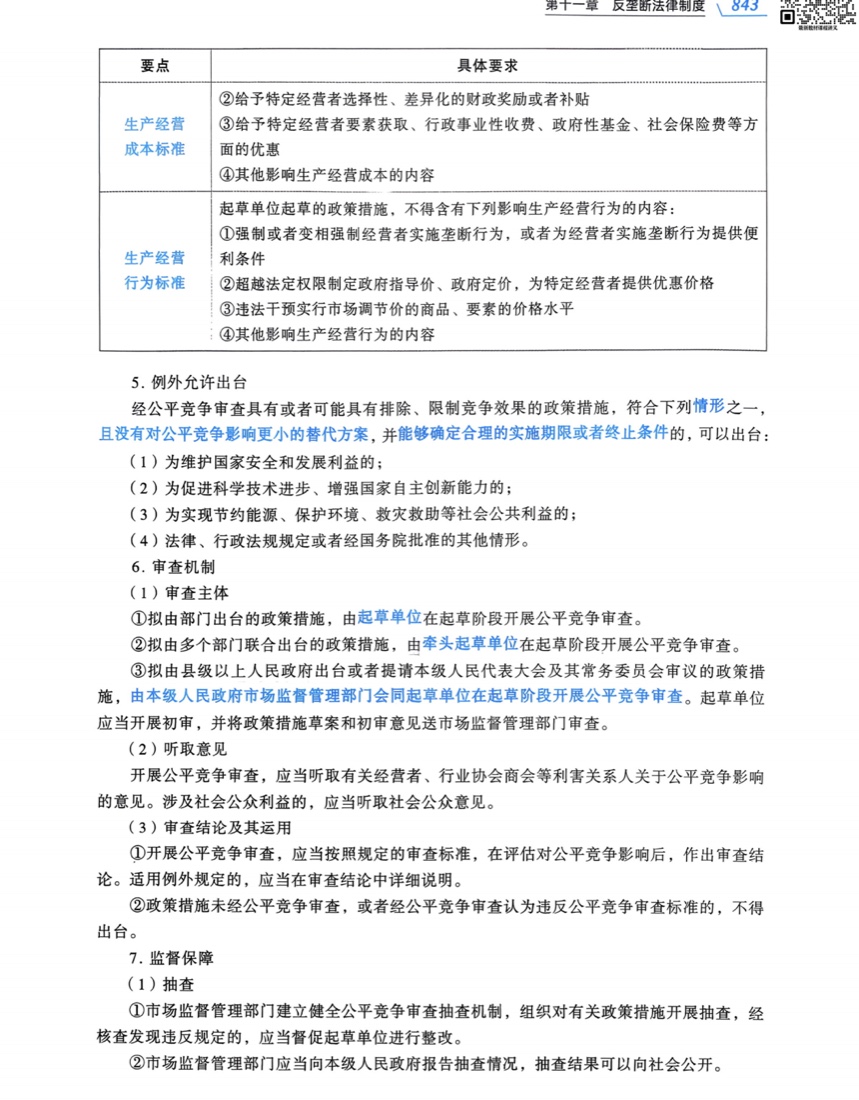 第十一章 反垄断法律制度 843
要点
具体要求
生产经营
成本标准
②给予特定经营者选择性、差异化的财政奖励或者补贴
③给予特定经营者要素获取、行政事业性收费、政府性基金、社会保险费等方
面的优惠
④其他影响生产经营成本的内容
生产经营
行为标准
起草单位起草的政策措施，不得含有下列影响生产经营行为的内容：
①强制或者变相强制经营者实施垄断行为，或者为经营者实施垄断行为提供便
利条件
②超越法定权限制定政府指导价、政府定价，为特定经营者提供优惠价格
③违法干预实行市场调节价的商品、要素的价格水平
④其他影响生产经营行为的内容
5. 例外允许出台
经公平竞争审查具有或者可能具有排除、限制竞争效果的政策措施，符合下列情形之一，
且没有对公平竞争影响更小的替代方案，并能够确定合理的实施期限或者终止条件的，可以出台：
（1）为维护国家安全和发展利益的；
（2）为促进科学技术进步、增强国家自主创新能力的；
（3）为实现节约能源、保护环境、救灾救助等社会公共利益的；
（4）法律、行政法规规定或者经国务院批准的其他情形。
6. 审查机制
（1）审查主体
①拟由部门出台的政策措施，由起草单位在起草阶段开展公平竞争审查。
②拟由多个部门联合出台的政策措施，由牵头起草单位在起草阶段开展公平竞争审查。
③拟由县级以上人民政府出台或者提请本级人民代表大会及其常务委员会审议的政策措
施，由本级人民政府市场监督管理部门会同起草单位在起草阶段开展公平竞争审查。起草单位
应当开展初审，并将政策措施草案和初审意见送市场监督管理部门审查。
（2）听取意见
开展公平竞争审查，应当听取有关经营者、行业协会商会等利害关系人关于公平竞争影响
的意见。涉及社会公众利益的，应当听取社会公众意见。
（3）审查结论及其运用
①开展公平竞争审查，应当按照规定的审查标准，在评估对公平竞争影响后，作出审查结
论。适用例外规定的，应当在审查结论中详细说明。
②政策措施未经公平竞争审查，或者经公平竞争审查认为违反公平竞争审查标准的，不得
出台。
7. 监督保障
（1）抽查
①市场监督管理部门建立健全公平竞争审查抽查机制，组织对有关政策措施开展抽查，经
核查发现违反规定的，应当督促起草单位进行整改。
②市场监督管理部门应当向本级人民政府报告抽查情况，抽查结果可以向社会公开。